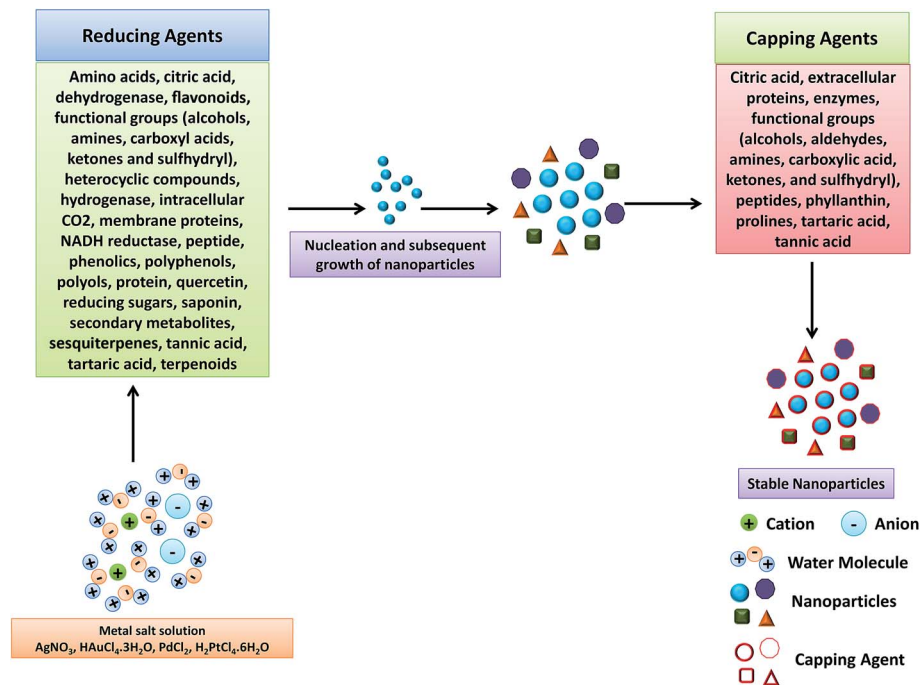 Reducing Agents
Amino acids, citric acid,
dehydrogenase, flavonoids,
functional groups (alcohols,
amines, carboxyl acids,
ketones and sulfhydryl),
heterocyclic compounds,
hydrogenase, intracellular
CO2, membrane proteins,
NADH reductase, peptide,
phenolics, polyphenols,
polyols, protein, quercetin,
reducing sugars, saponin,
secondary metabolites,
sesquiterpenes, tannic acid,
tartaric acid, terpenoids
Nucleation and subsequent
growth of nanoparticles
Capping Agents
Citric acid, extracellular
proteins, enzymes,
functional groups
(alcohols, aldehydes,
amines, carboxylic acid,
ketones, and sulfhydryl),
peptides, phyllanthin,
prolines, tartaric acid,
tannic acid
Stable Nanoparticles
+ Cation
- Anion
+ - + Water Molecule
Nanoparticles
Capping Agent
Metal salt solution
AgNO₃, HAuCl₄.3H₂O, PdCl₂, H₂PtCl₄.6H₂O